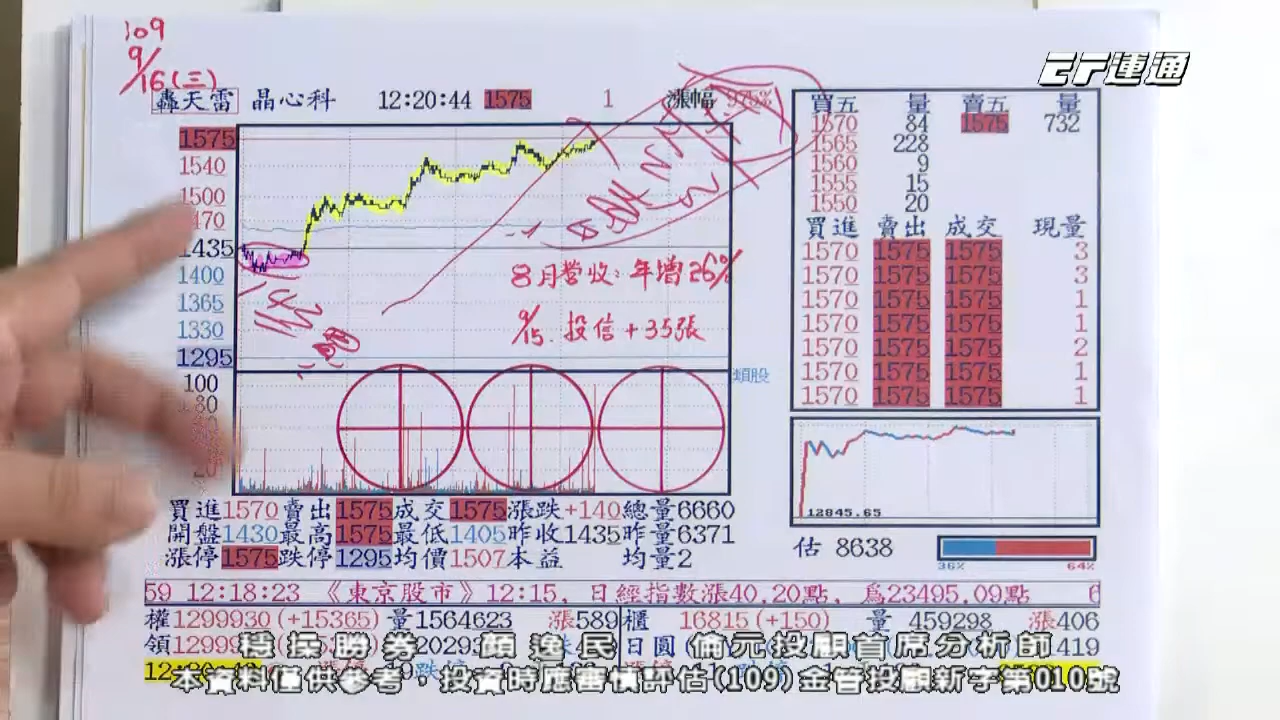 109
9/16(三)
EF運通
轟天雷 晶心科 12:20:44 1575 1 漲幅 9.75%
1575
1540
1500
1470
1435
1400
1365
1330
1295
100
80
8月營收:年增26%
9/15. 投信+35張
類股
買五 量 賣五 量
1570 84 1575 732
1565 228
1560 9
1555 15
1550 20
買進 賣出 成交 現量
1570 1575 1575 3
1570 1575 1575 3
1570 1575 1575 1
1570 1575 1575 1
1570 1575 1575 2
1570 1575 1575 1
1570 1575 1575 1
12845.65
估 8638
36% 64%
買進1570賣出1575成交1575漲跌+140總量6660
開盤1430最高1575最低1405昨收1435昨量6371
漲停1575跌停1295均價1507本益 均量2
59 12:18:23 《東京股市》12:15, 日經指數漲40.20點, 為23495.09點 6
權1299930(+15365)量1564623 漲589 櫃 16815(+150) 量 459298 漲406
穩操勝券 顏逸民 倫元投顧首席分析師
本資料僅供參考,投資時應審慎評估(109)金管投顧新字第010號